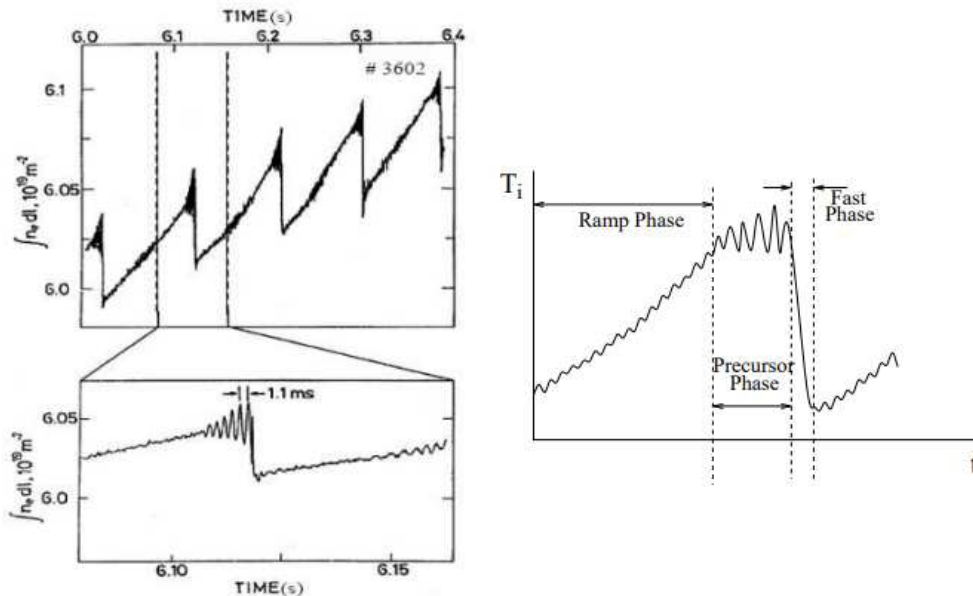 TIME(s)
6.0 6.1 6.2 6.3 6.4
# 3602
6.1
6.05
6.0
∫nₑdl, 10¹⁹m⁻²
1.1 ms
6.05
6.0
∫nₑdl, 10¹⁹m⁻²
6.10 6.15
TIME(s)
Tᵢ
Ramp Phase
Fast
Phase
Precursor
Phase
t